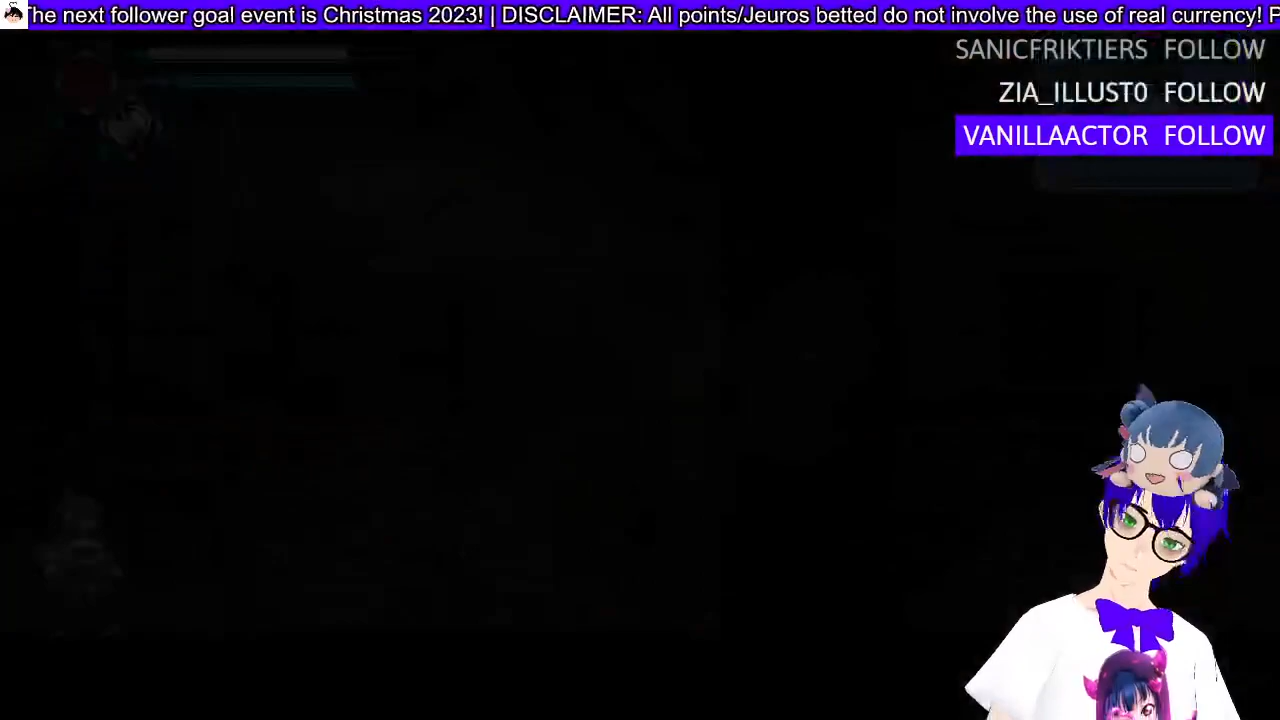 The next follower goal event is Christmas 2023! | DISCLAIMER: All points/Jeuros betted do not involve the use of real currency! P
SANICFRIKTIERS FOLLOW
ZIA_ILLUST0 FOLLOW
VANILLAACTOR FOLLOW